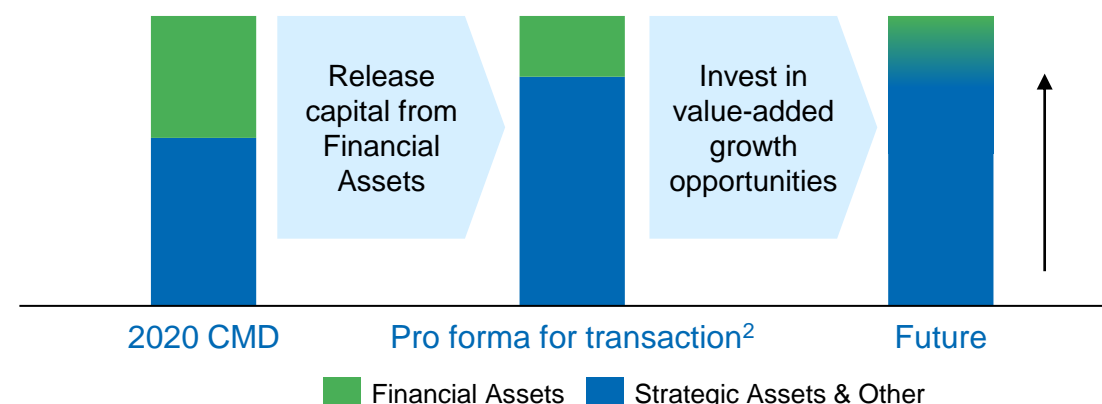 Release
capital from
Financial
Assets
Invest in
value-added
growth
opportunities
2020 CMD
Pro forma for transaction²
Future
Financial Assets
Strategic Assets & Other